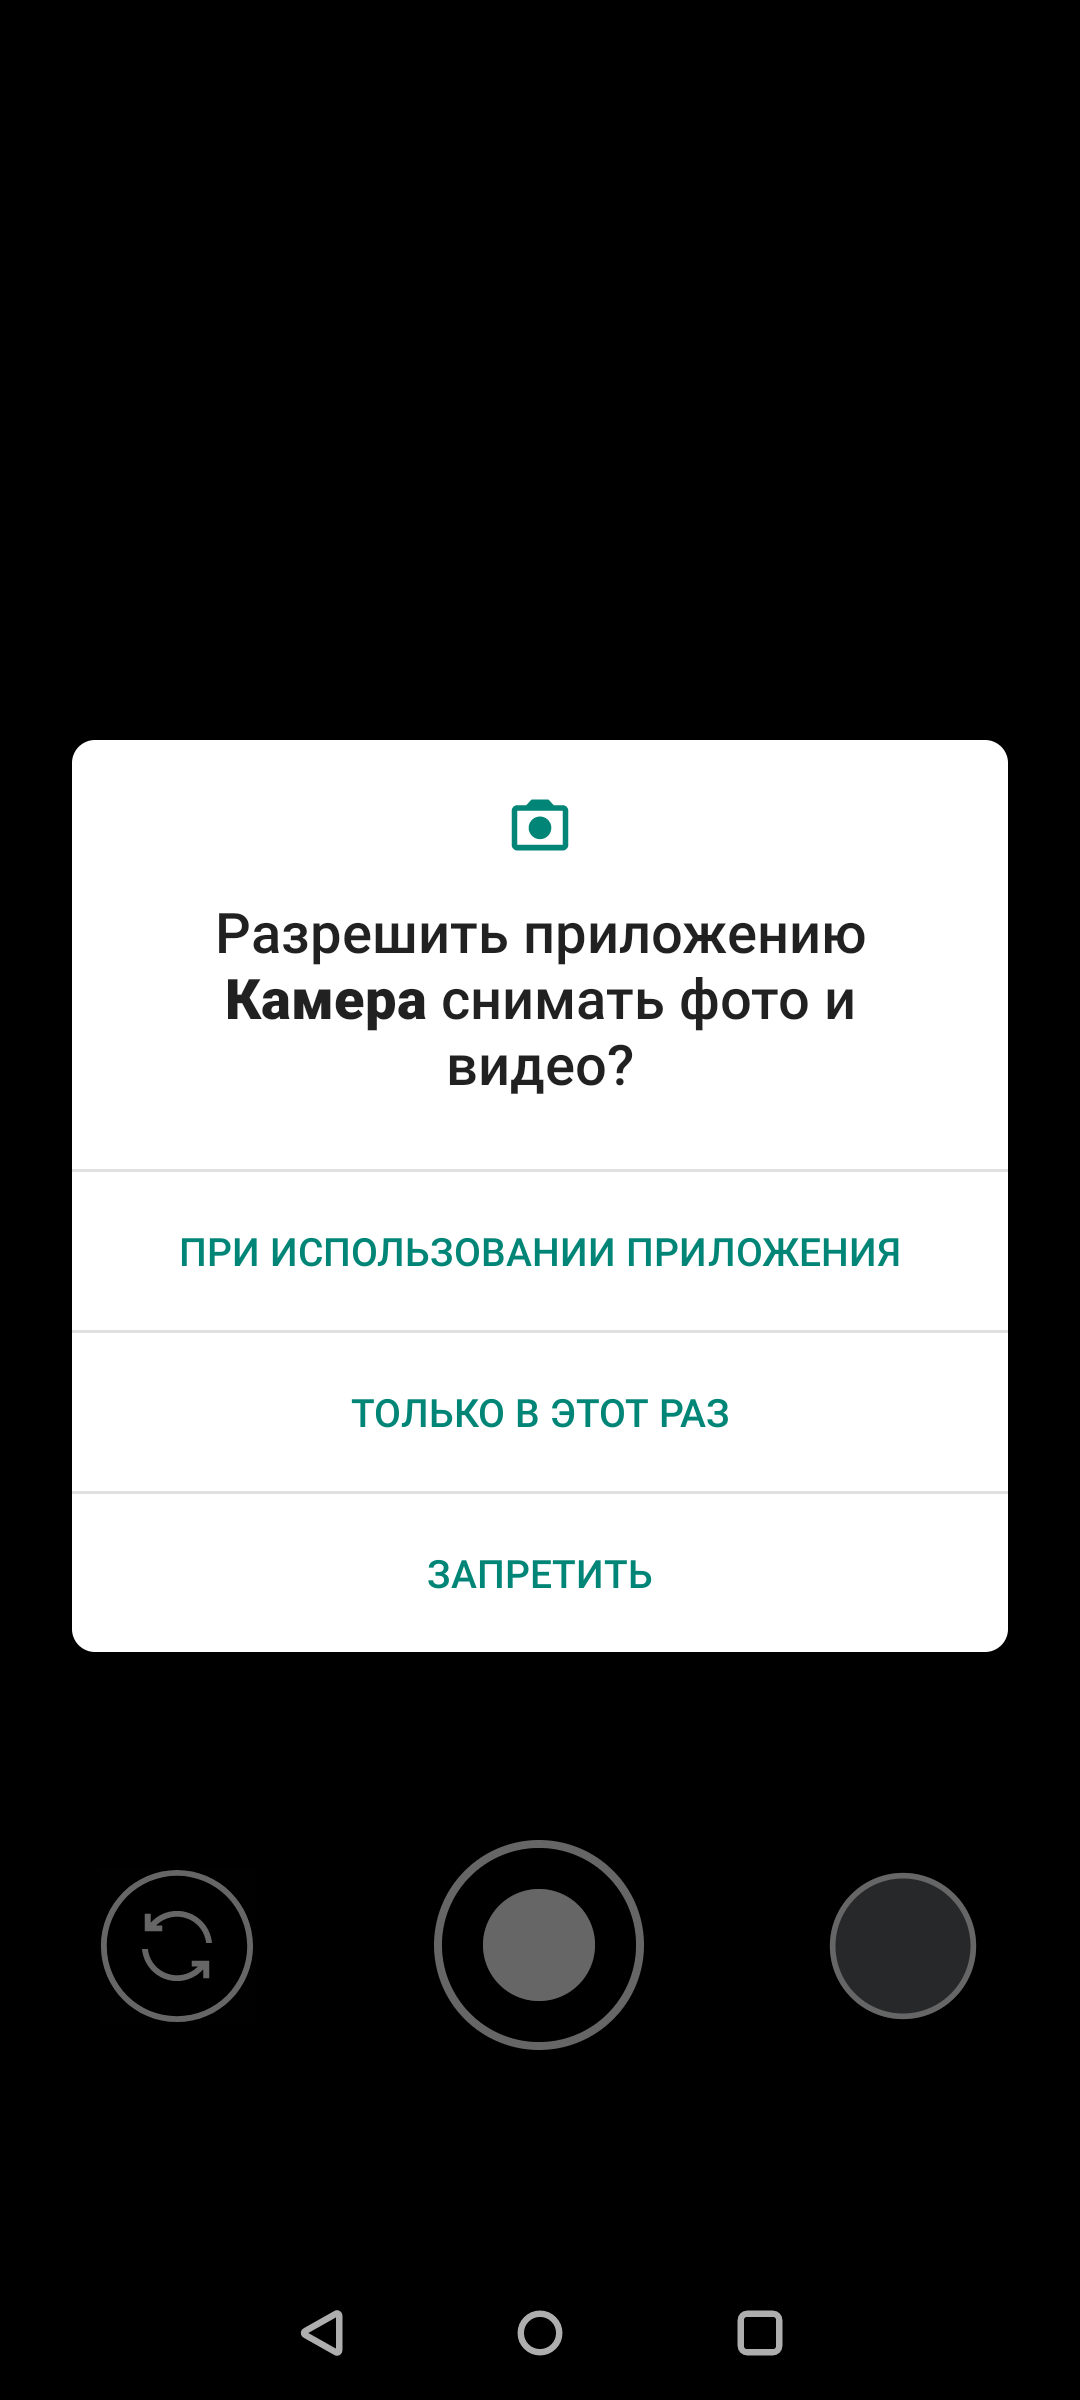 Разрешить приложению
Камера снимать фото и
видео?
ПРИ ИСПОЛЬЗОВАНИИ ПРИЛОЖЕНИЯ
ТОЛЬКО В ЭТОТ РАЗ
ЗАПРЕТИТЬ